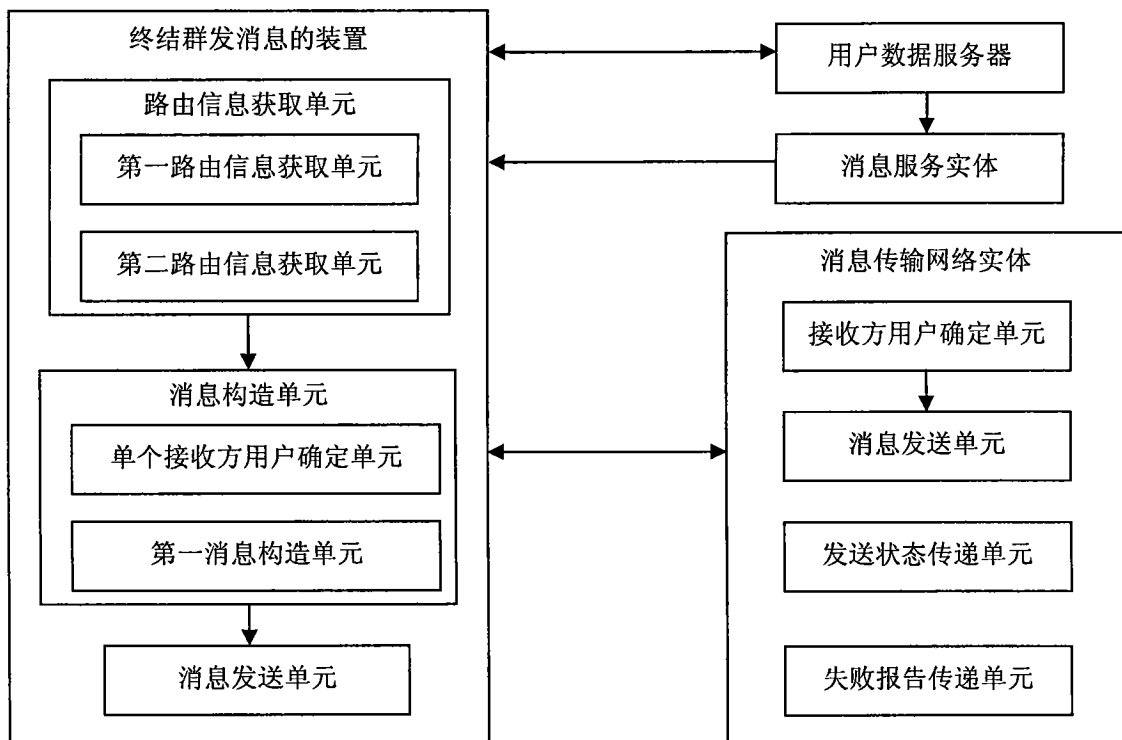 终结群发消息的装置
路由信息获取单元
第一路由信息获取单元
第二路由信息获取单元
消息构造单元
单个接收方用户确定单元
第一消息构造单元
消息发送单元
用户数据服务器
消息服务实体
消息传输网络实体
接收方用户确定单元
消息发送单元
发送状态传递单元
失败报告传递单元